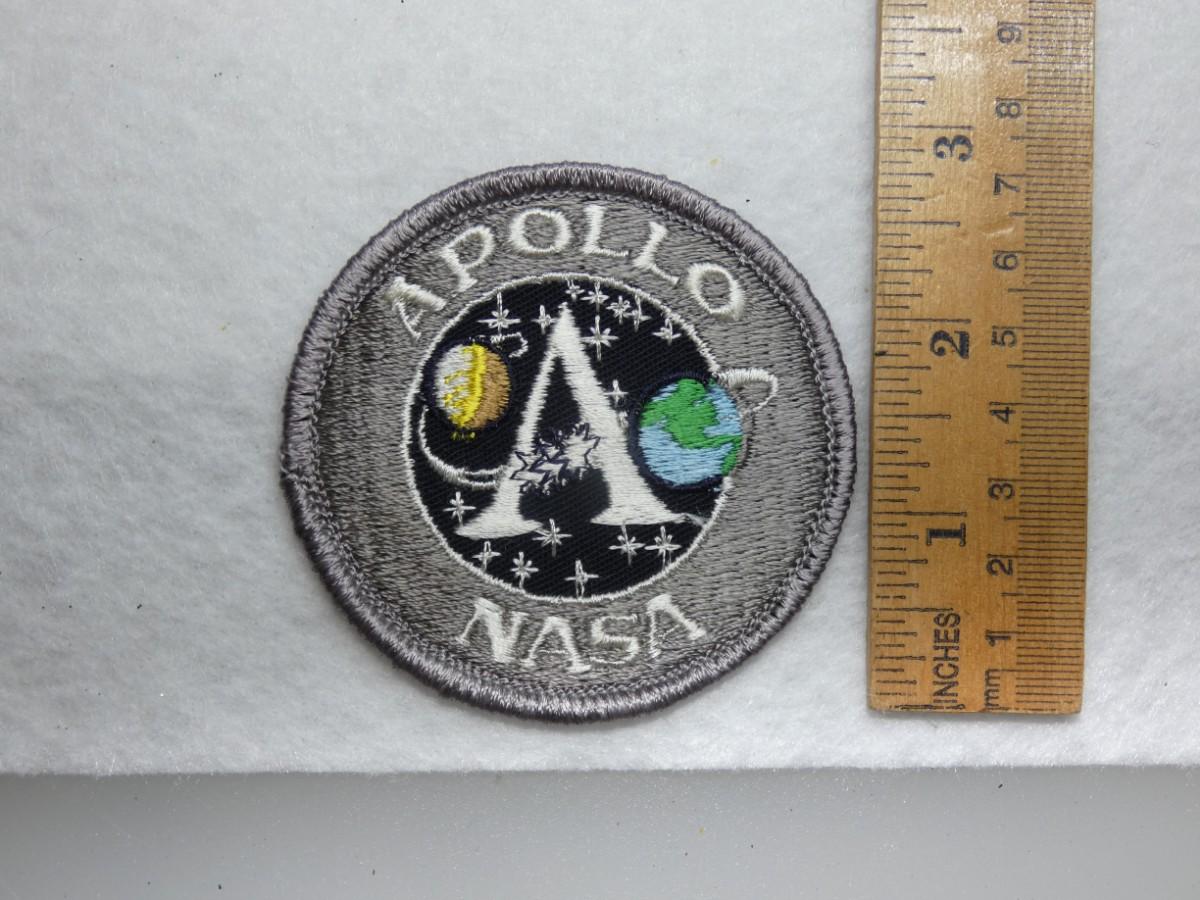 APOLLO
A
NASA
INCHES 1 2 3
mm 1 2 3 4 5 6 7 8 9